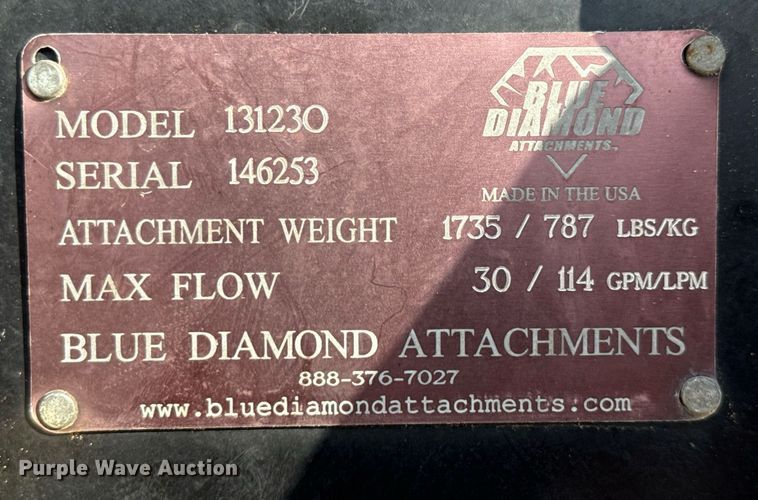 BLUE
DIAMOND
ATTACHMENTS
MODEL 131230
SERIAL 146253
MADE IN THE USA
ATTACHMENT WEIGHT 1735 / 787 LBS/KG
MAX FLOW 30 / 114 GPM/LPM
BLUE DIAMOND ATTACHMENTS
888-376-7027
www.bluediamondattachments.com
Purple Wave Auction